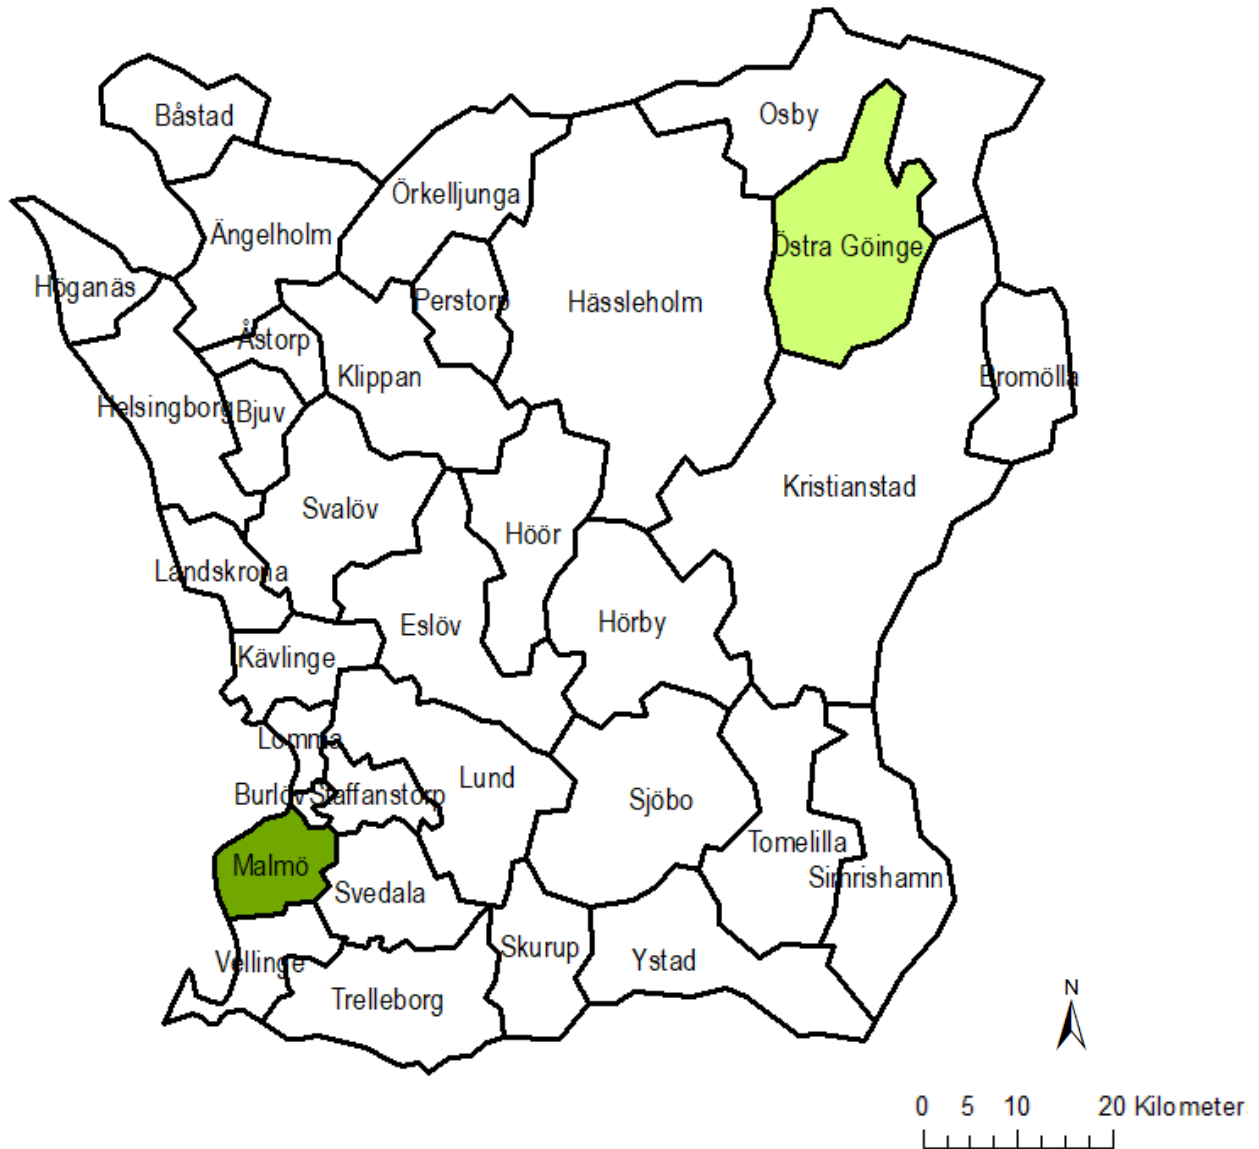 Båstad
Osby
Örkelljunga
Ängelholm
Östra Göinge
Höganäs
Perstorp
Hässleholm
Åstorp
Klippan
Bromölla
Helsingborg
Bjuv
Kristianstad
Svalöv
Höör
Landskrona
Eslöv
Hörby
Kävlinge
Lomma
Lund
Burlöv
Staffanstorp
Sjöbo
Tomelilla
Malmö
Simrishamn
Svedala
Skurup
Ystad
Vellinge
Trelleborg
N
0 5 10 20 Kilometer